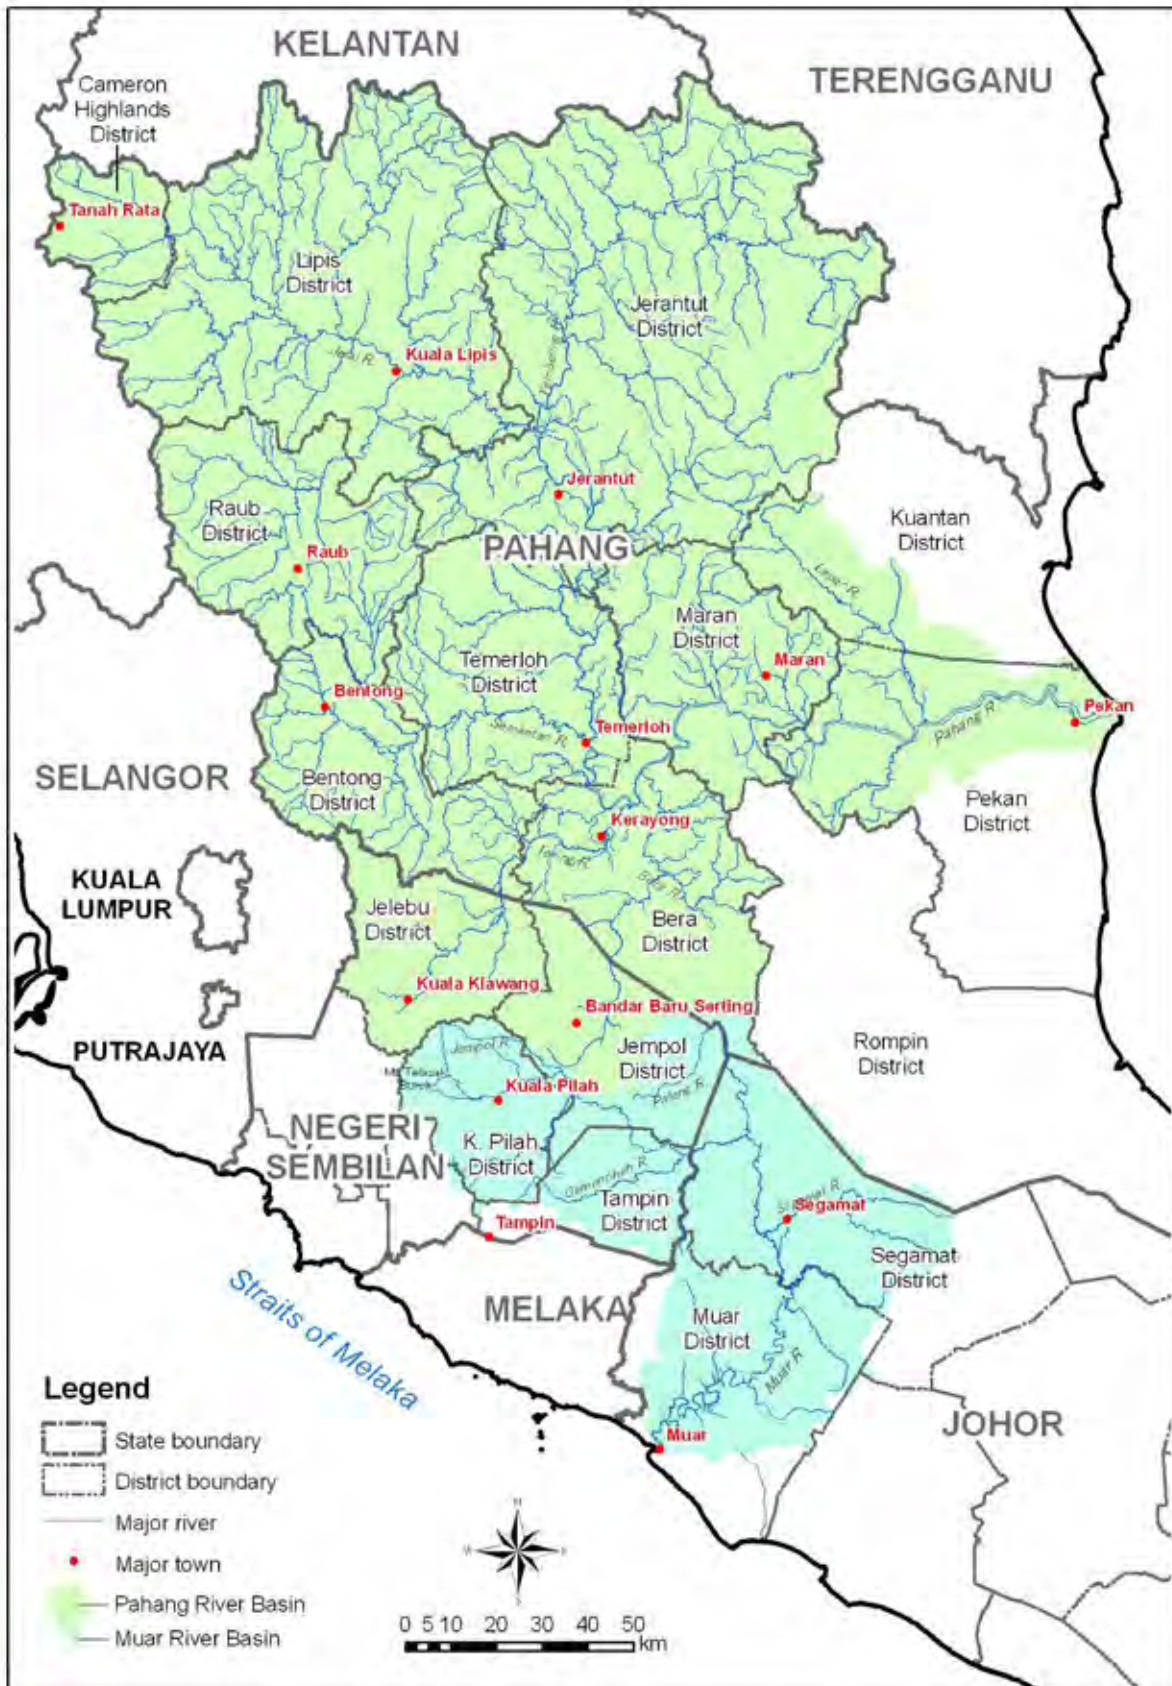 KELANTAN
TERENGGANU
Cameron
Highlands
District
Tanah Rata
Lipis
District
Jerantut
District
Kuala Lipis
Jerantut
Raub
District
Kuantan
District
PAHANG
Raub
Maran
District
Maran
Temerloh
District
Bentong
Pekan
Pahang R.
Temerloh
Semantan R.
SELANGOR
Bentong
District
Pekan
District
Kerayong
KUALA
LUMPUR
Jelebu
District
Bera
District
Kuala Klawang
Bandar Baru Serting
PUTRAJAYA
Jempol R.
Jempol
District
Rompin
District
Kuala Pilah
NEGERI
SEMBILAN
K. Pilah
District
Tampin
District
Segamat
Tampin
Segamat
District
Straits of Melaka
MELAKA
Muar
District
Muar R.
JOHOR
Muar
Legend
State boundary
District boundary
Major river
Major town
Pahang River Basin
Muar River Basin
0 5 10 20 30 40 50
km